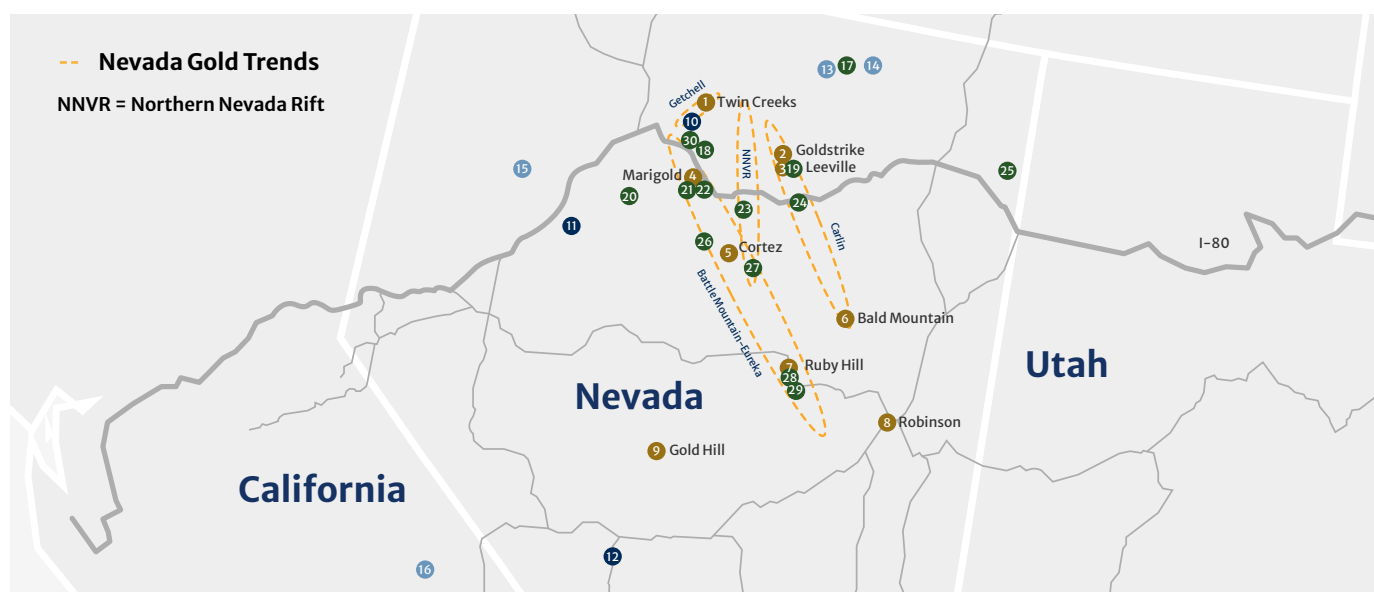 Nevada Gold Trends
NNVR = Northern Nevada Rift
13
17
14
Getchell
1 Twin Creeks
10
30
18
NNVR
2 Goldstrike
3 19 Leeville
15
Marigold 4
21 22
20
24
25
23
11
Carlin
26
Cortez
5
27
I-80
Battle Mountain-Eureka
6 Bald Mountain
7 Ruby Hill
28
29
Utah
Nevada
8 Robinson
9 Gold Hill
California
12
16